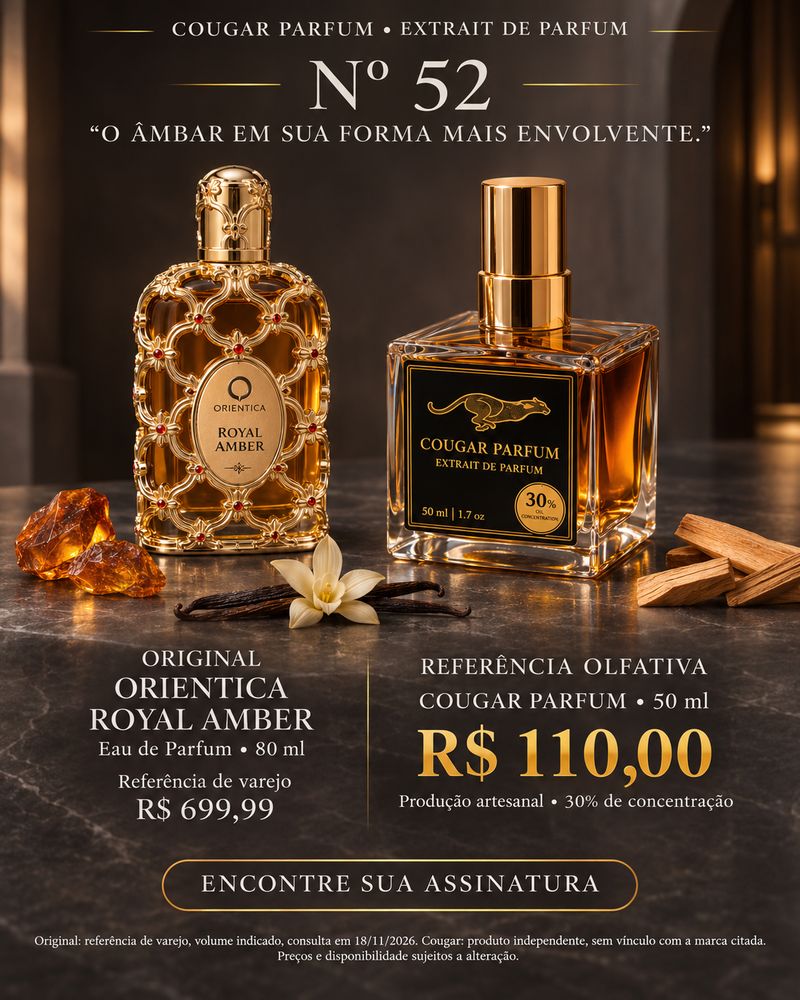 COUGAR PARFUM • EXTRAIT DE PARFUM
Nº 52
“O ÂMBAR EM SUA FORMA MAIS ENVOLVENTE.”
ORIENTICA
ROYAL
AMBER
COUGAR PARFUM
EXTRAIT DE PARFUM
50 ml | 1.7 oz
30%
OIL
CONCENTRATION
ORIGINAL
ORIENTICA
ROYAL AMBER
Eau de Parfum • 80 ml
Referência de varejo
R$ 699,99
REFERÊNCIA OLFATIVA
COUGAR PARFUM • 50 ml
R$ 110,00
Produção artesanal • 30% de concentração
ENCONTRE SUA ASSINATURA
Original: referência de varejo, volume indicado, consulta em 18/11/2026. Cougar: produto independente, sem vínculo com a marca citada.
Preços e disponibilidade sujeitos a alteração.